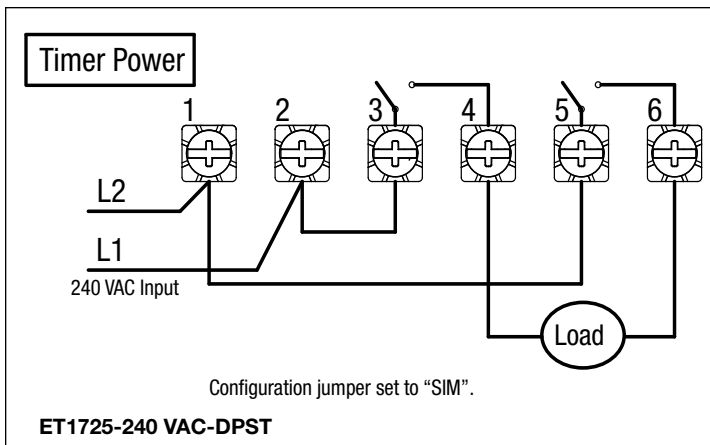 Timer Power
1 2 3 4 5 6
L2
L1
240 VAC Input
Load
Configuration jumper set to “SIM”.
ET1725-240 VAC-DPST